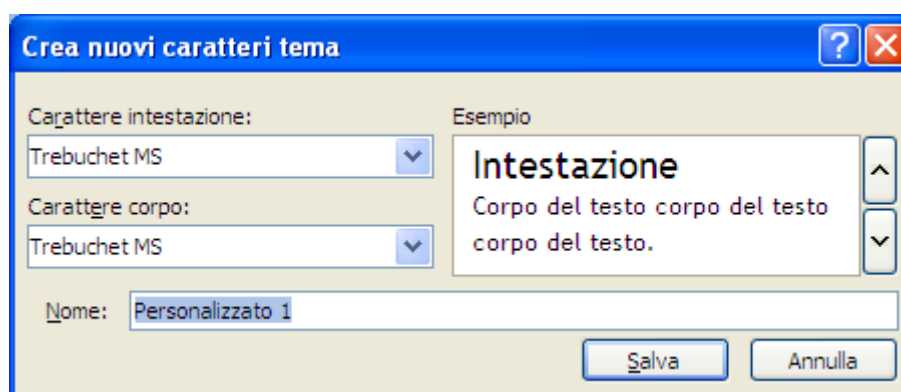 Crea nuovi caratteri tema
?
Carattere intestazione:
Trebuchet MS
Carattere corpo:
Trebuchet MS
Esempio
Intestazione
Corpo del testo corpo del testo
corpo del testo.
Nome: Personalizzato 1
Salva Annulla